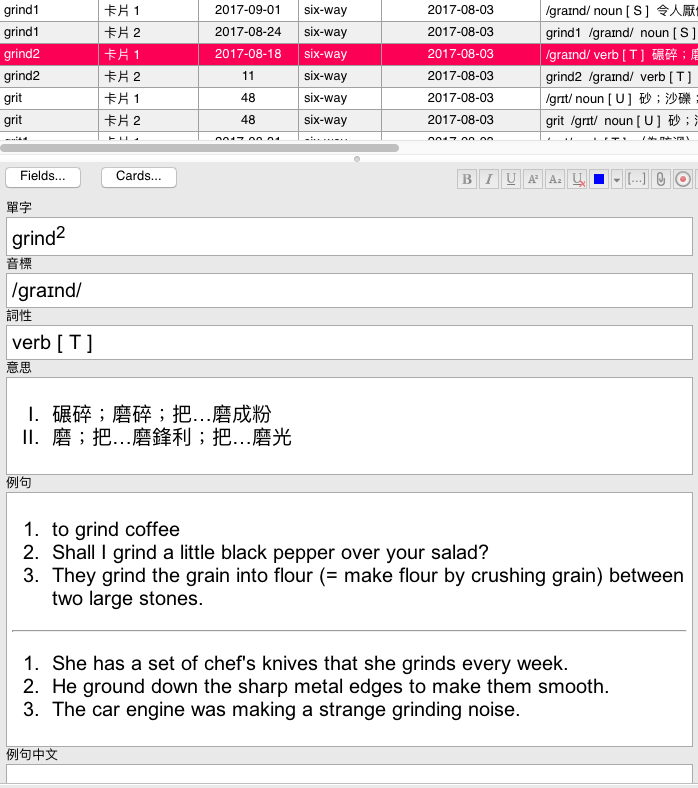 grind1 卡片 1 2017-09-01 six-way 2017-08-03 /graɪnd/ noun [ S ] 令人厭
grind1 卡片 2 2017-08-24 six-way 2017-08-03 grind1 /graɪnd/ noun [ S ]
grind2 卡片 1 2017-08-18 six-way 2017-08-03 /graɪnd/ verb [ T ] 碾碎；磨
grind2 卡片 2 11 six-way 2017-08-03 grind2 /graɪnd/ verb [ T ]
grit 卡片 1 48 six-way 2017-08-03 /grɪt/ noun [ U ] 砂；沙礫；
grit 卡片 2 48 six-way 2017-08-03 grit /grɪt/ noun [ U ] 砂；
Fields... Cards... B I U A² A₂ U [...]
單字
grind²
音標
/graɪnd/
詞性
verb [ T ]
意思
I. 碾碎；磨碎；把…磨成粉
II. 磨；把…磨鋒利；把…磨光
例句
1. to grind coffee
2. Shall I grind a little black pepper over your salad?
3. They grind the grain into flour (= make flour by crushing grain) between
two large stones.
1. She has a set of chef's knives that she grinds every week.
2. He ground down the sharp metal edges to make them smooth.
3. The car engine was making a strange grinding noise.
例句中文